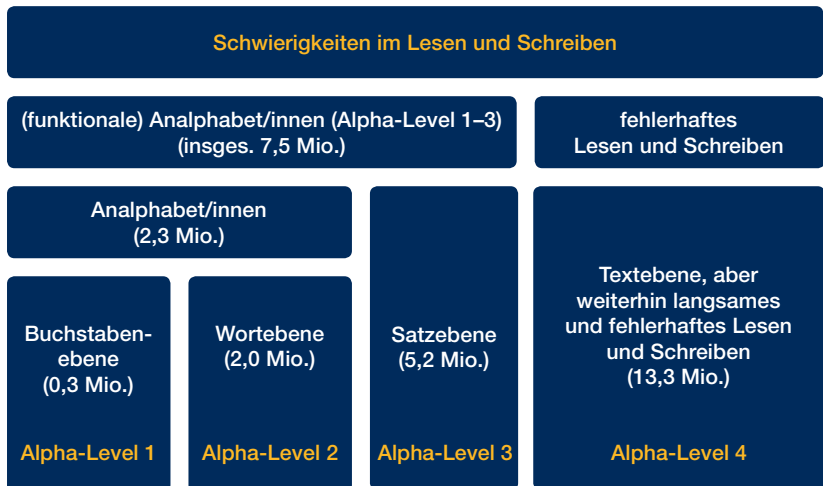 Schwierigkeiten im Lesen und Schreiben
(funktionale) Analphabet/innen (Alpha-Level 1–3)
(insges. 7,5 Mio.)
fehlerhaftes
Lesen und Schreiben
Analphabet/innen
(2,3 Mio.)
Buchstaben-
ebene
(0,3 Mio.)
Alpha-Level 1
Wortebene
(2,0 Mio.)
Alpha-Level 2
Satzebene
(5,2 Mio.)
Alpha-Level 3
Textebene, aber
weiterhin langsames
und fehlerhaftes Lesen
und Schreiben
(13,3 Mio.)
Alpha-Level 4